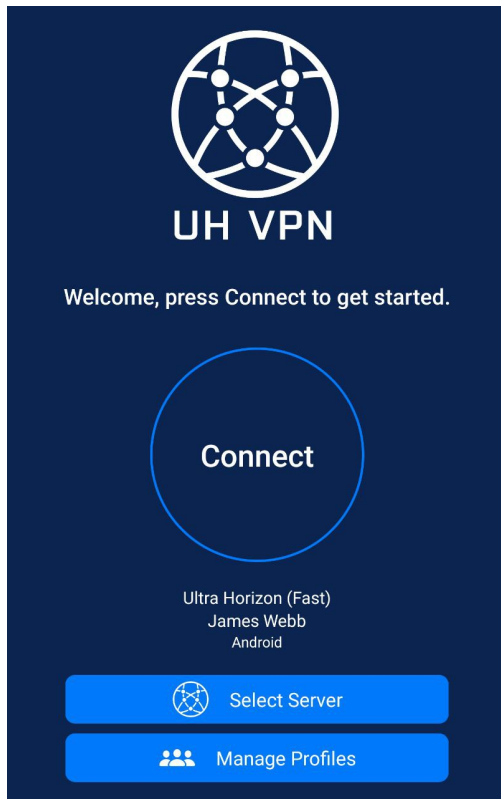 UH VPN
Welcome, press Connect to get started.
Connect
Ultra Horizon (Fast)
James Webb
Android
Select Server
Manage Profiles